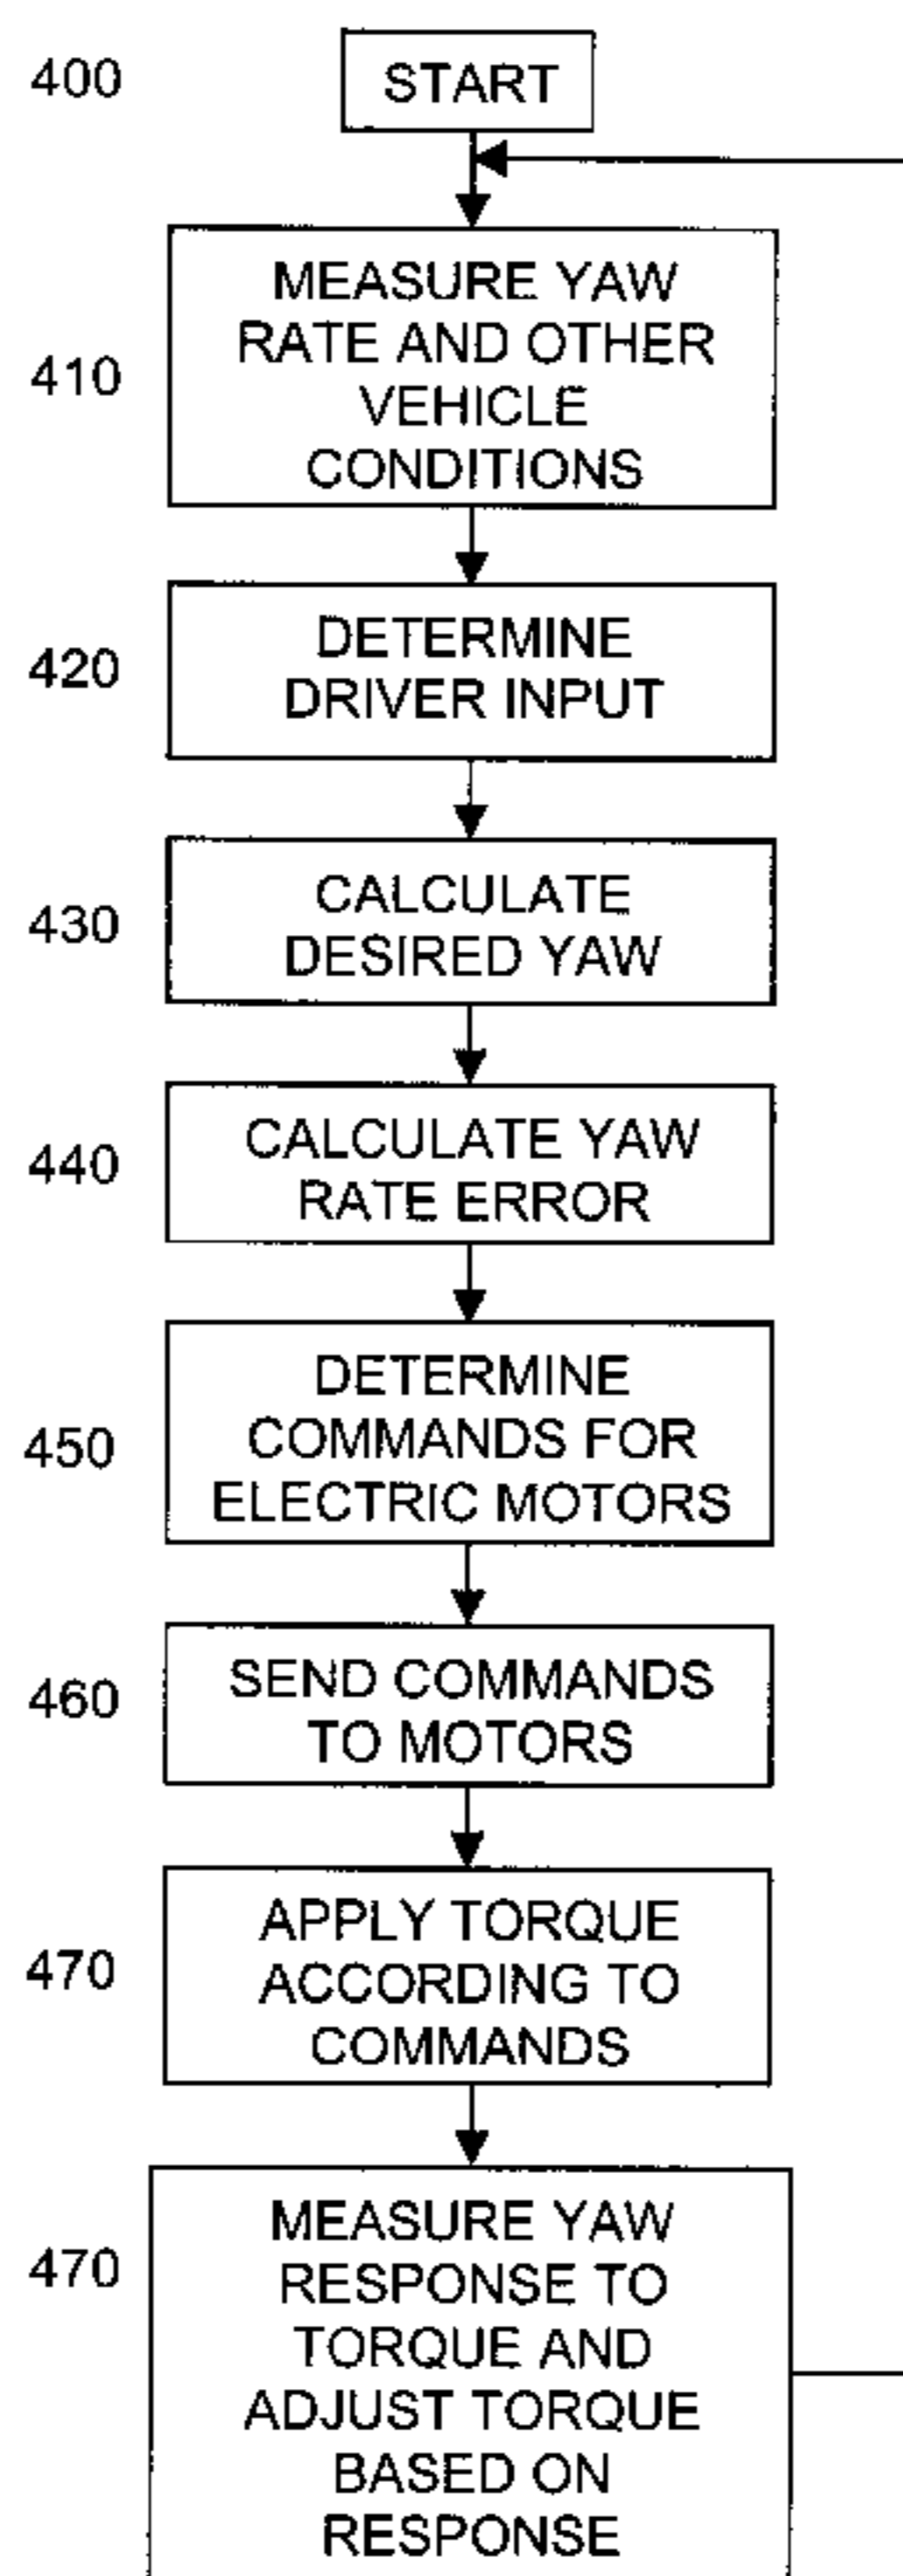 400
START
410
MEASURE YAW
RATE AND OTHER
VEHICLE
CONDITIONS
420
DETERMINE
DRIVER INPUT
430
CALCULATE
DESIRED YAW
440
CALCULATE YAW
RATE ERROR
450
DETERMINE
COMMANDS FOR
ELECTRIC MOTORS
460
SEND COMMANDS
TO MOTORS
470
APPLY TORQUE
ACCORDING TO
COMMANDS
470
MEASURE YAW
RESPONSE TO
TORQUE AND
ADJUST TORQUE
BASED ON
RESPONSE